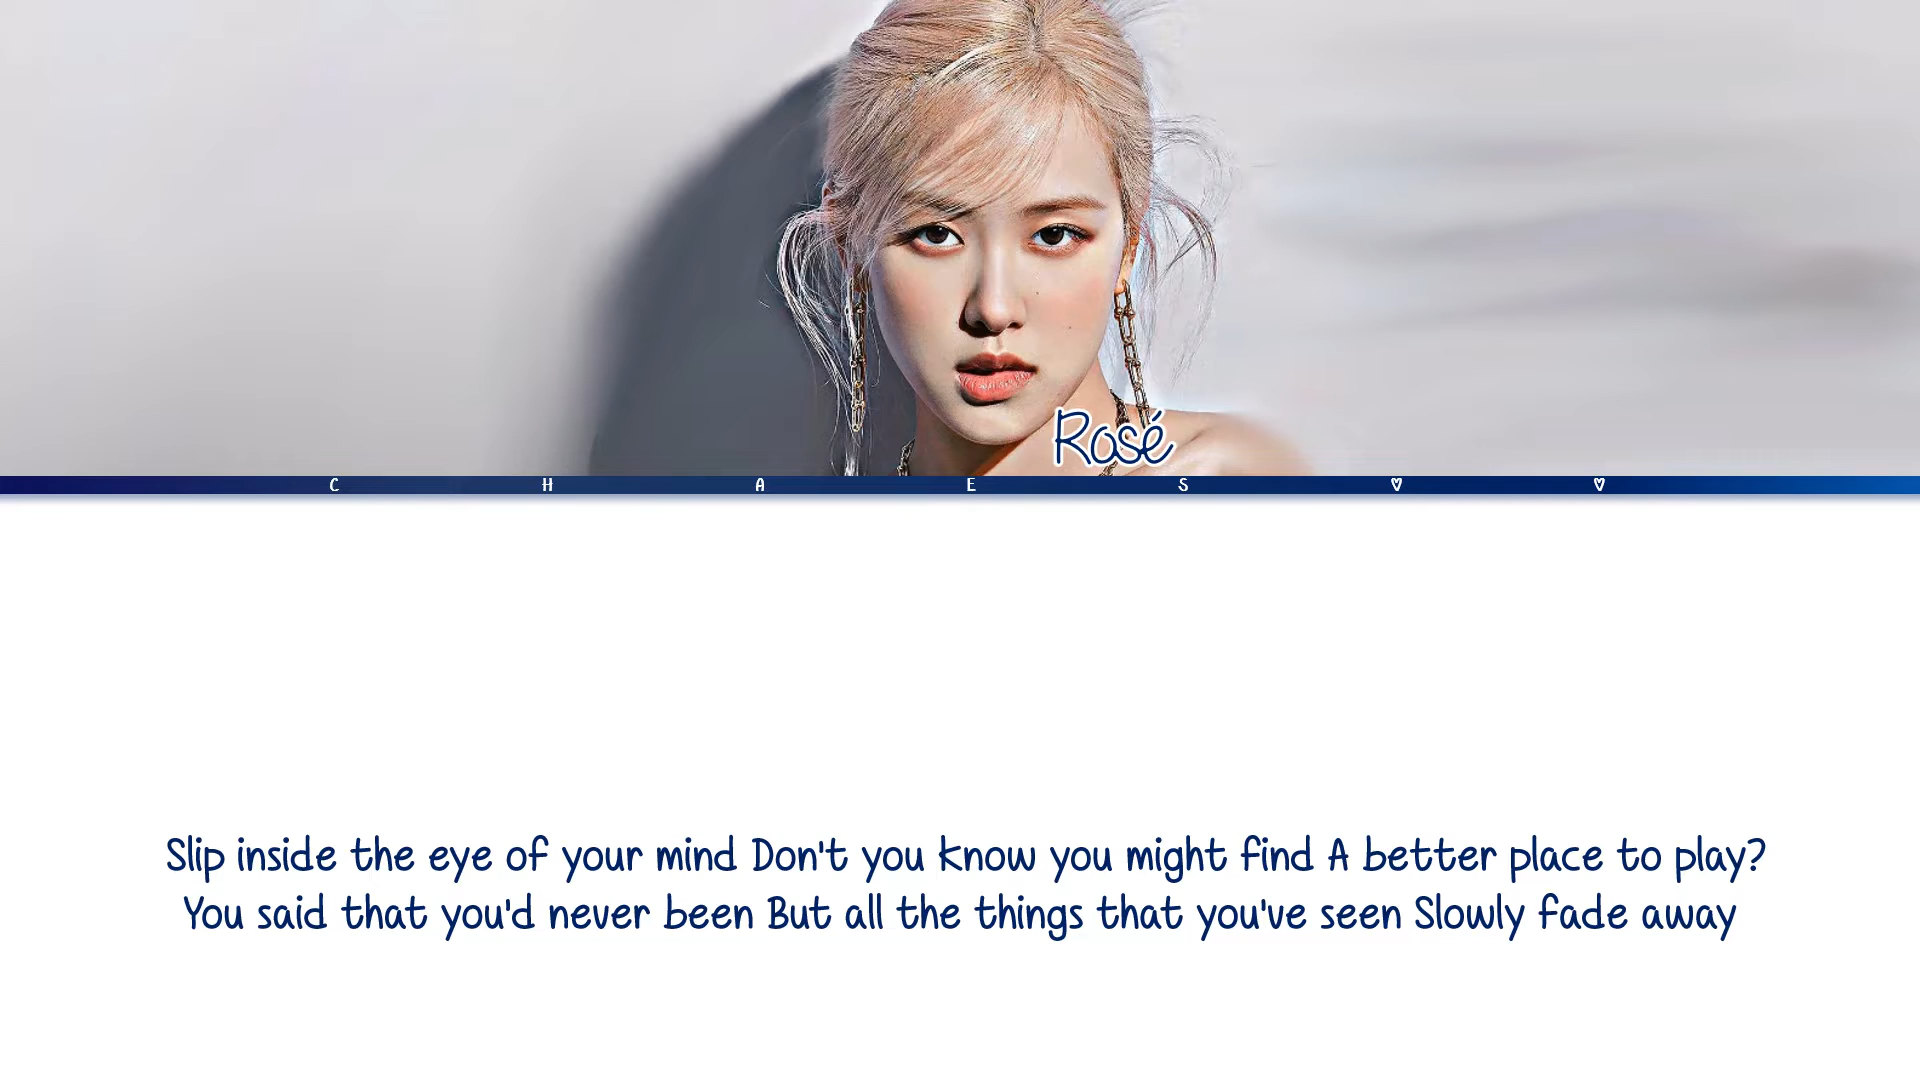 Rosé
C H A E S ♡ ♡
Slip inside the eye of your mind Don't you know you might find A better place to play?
You said that you'd never been But all the things that you've seen Slowly fade away